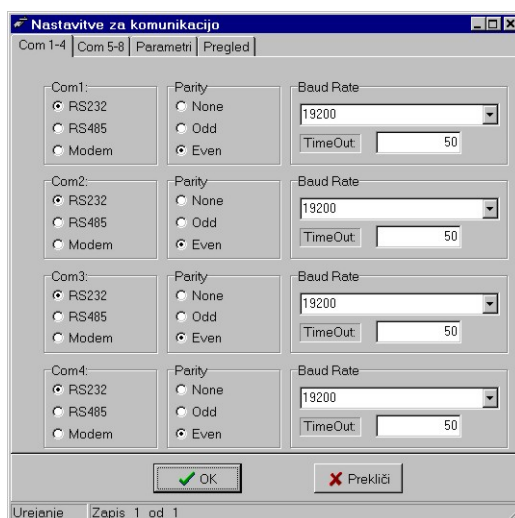 Nastavitve za komunikacijo
Com 1-4 Com 5-8 Parametri Pregled
Com1: Parity Baud Rate
RS232 None 19200
RS485 Odd TimeOut: 50
Modem Even
Com2: Parity Baud Rate
RS232 None 19200
RS485 Odd TimeOut: 50
Modem Even
Com3: Parity Baud Rate
RS232 None 19200
RS485 Odd TimeOut: 50
Modem Even
Com4: Parity Baud Rate
RS232 None 19200
RS485 Odd TimeOut: 50
Modem Even
OK Prekliči
Urejanje Zapis 1 od 1